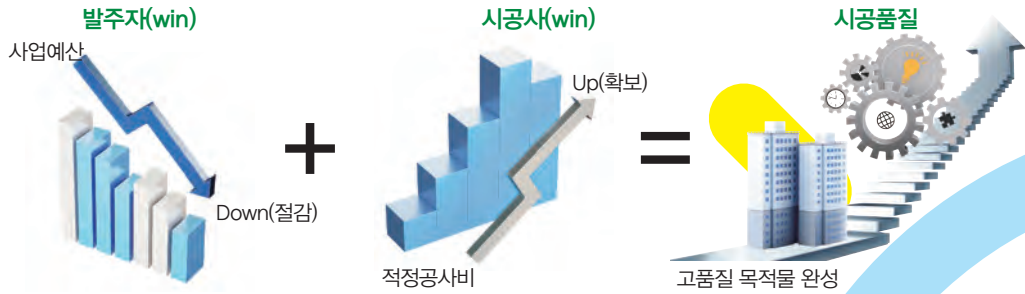 발주자(win)
사업예산
Down(절감)
+
시공사(win)
Up(확보)
적정공사비
=
시공품질
고품질 목적물 완성